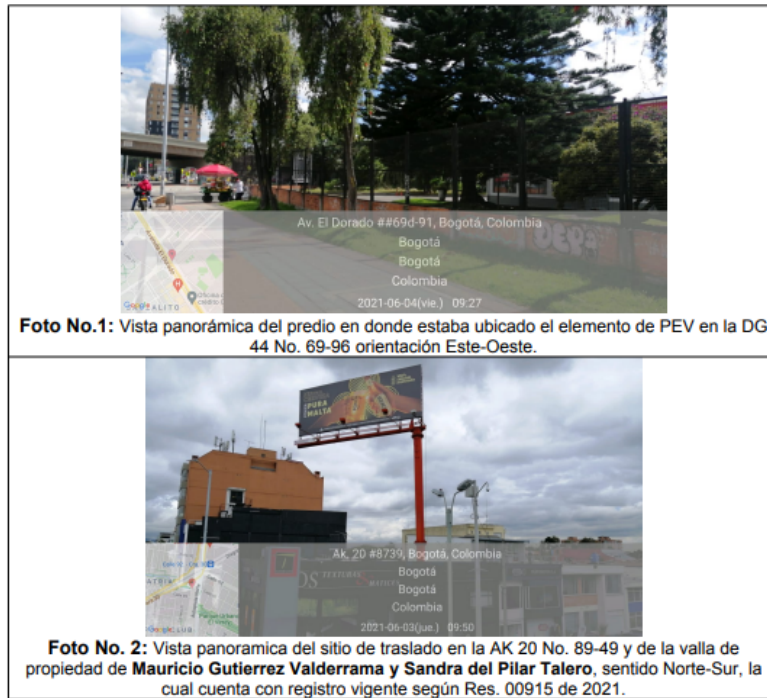 Av. El Dorado ##69d-91, Bogotá, Colombia
Bogotá
Bogotá
Colombia
2021-06-04(vie.) 09:27
Google
Foto No.1: Vista panorámica del predio en donde estaba ubicado el elemento de PEV en la DG
44 No. 69-96 orientación Este-Oeste.
PURA
MALTA
Ak. 20 #8739, Bogotá, Colombia
Bogotá
Bogotá
Colombia
2021-06-03(jue.) 09:50
Google
Foto No. 2: Vista panoramica del sitio de traslado en la AK 20 No. 89-49 y de la valla de
propiedad de Mauricio Gutierrez Valderrama y Sandra del Pilar Talero, sentido Norte-Sur, la
cual cuenta con registro vigente según Res. 00915 de 2021.